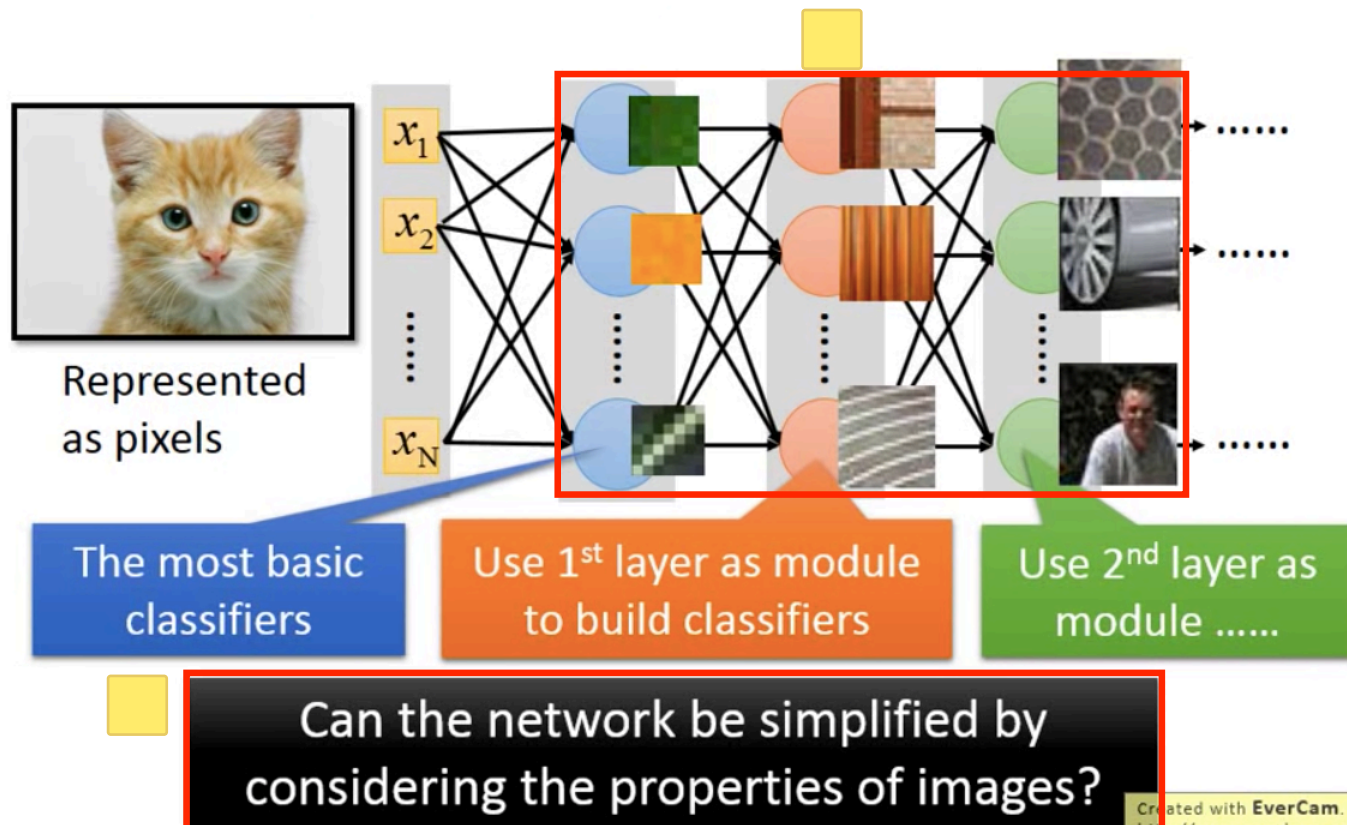 x1
x2
xN
......
......
......
Represented
as pixels
The most basic
classifiers
Use 1st layer as module
to build classifiers
Use 2nd layer as
module ......
Can the network be simplified by
considering the properties of images?
Created with EverCam.